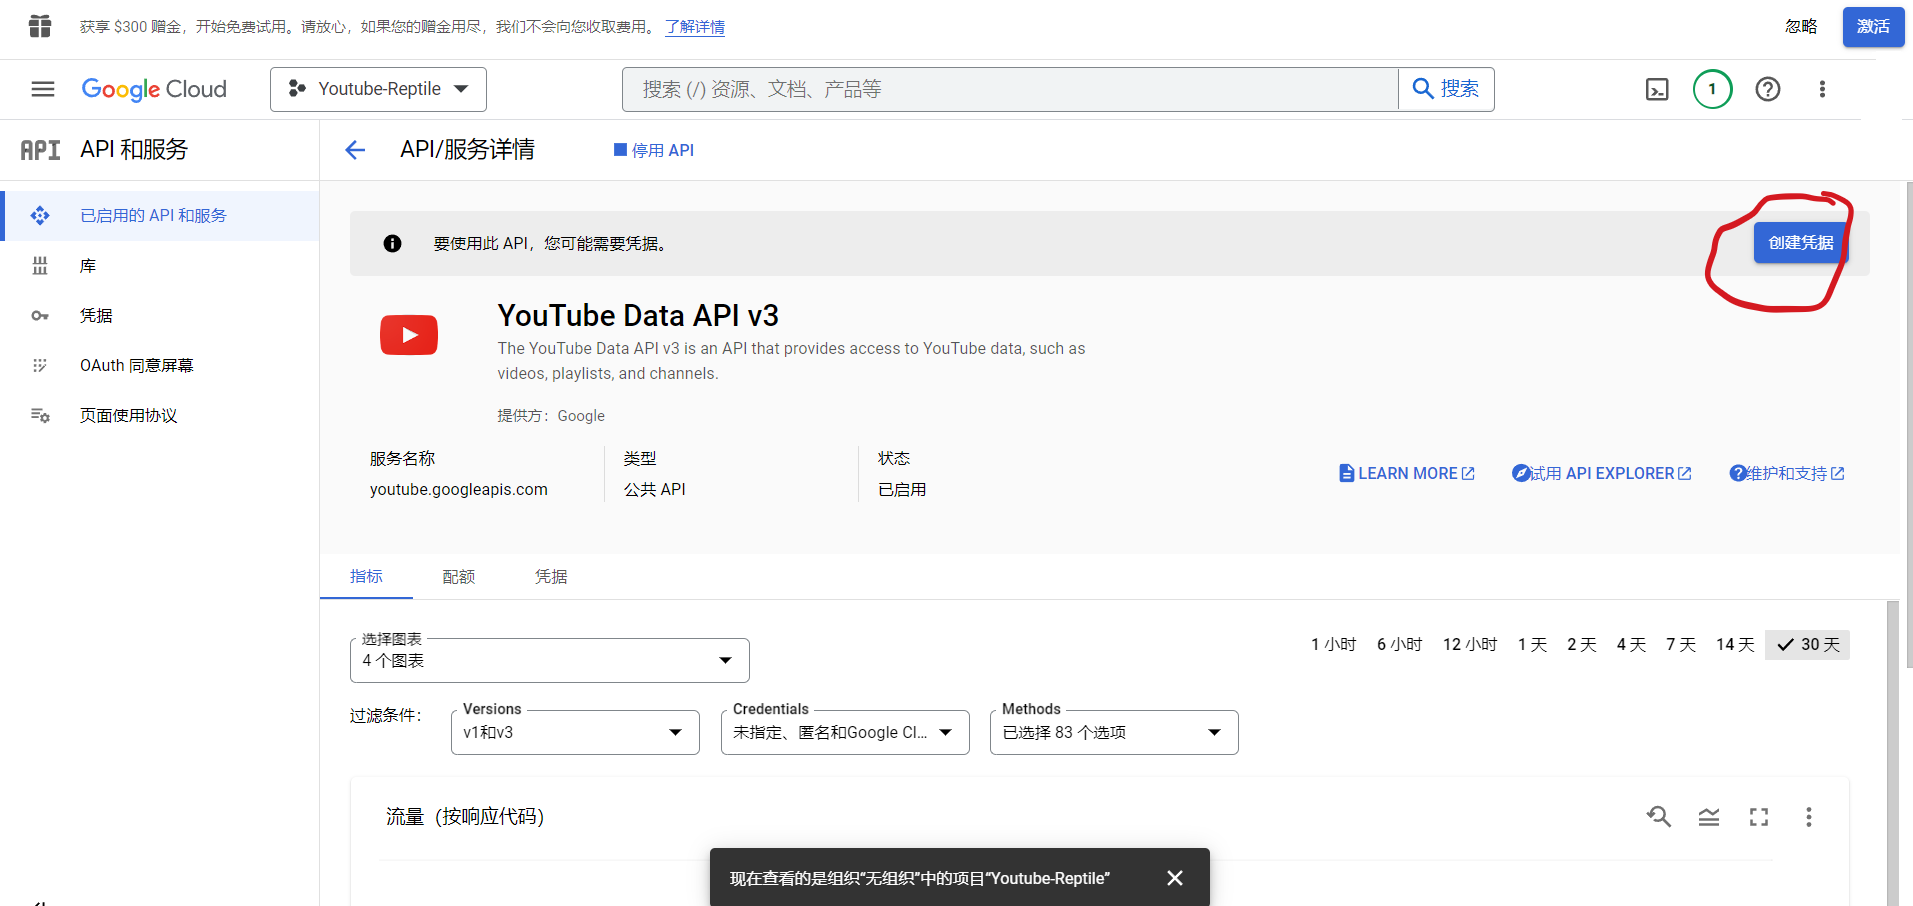 获享 $300 赠金，开始免费试用。请放心，如果您的赠金用尽，我们不会向您收取费用。 了解详情
忽略
激活
Google Cloud
Youtube-Reptile
搜索 (/) 资源、文档、产品等
搜索
1
API
API 和服务
API/服务详情
停用 API
已启用的 API 和服务
库
凭据
OAuth 同意屏幕
页面使用协议
要使用此 API，您可能需要凭据。
创建凭据
YouTube Data API v3
The YouTube Data API v3 is an API that provides access to YouTube data, such as
videos, playlists, and channels.
提供方：Google
服务名称
youtube.googleapis.com
类型
公共 API
状态
已启用
LEARN MORE
试用 API EXPLORER
维护和支持
指标
配额
凭据
选择图表
4 个图表
1 小时 6 小时 12 小时 1 天 2 天 4 天 7 天 14 天 30 天
过滤条件：
Versions
v1和v3
Credentials
未指定、匿名和Google Cl...
Methods
已选择 83 个选项
流量（按响应代码）
现在查看的是组织“无组织”中的项目“Youtube-Reptile”